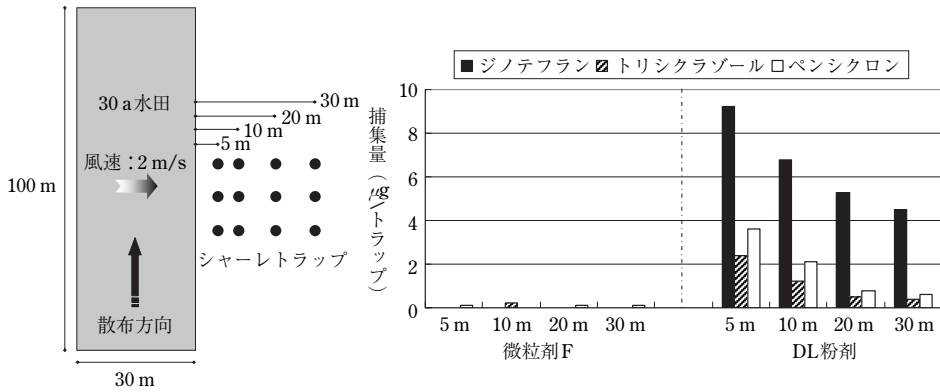 30 a 水田
30 m
20 m
10 m
5 m
風速：2 m/s
100 m
シャーレトラップ
散布方向
30 m
■ジノテフラン ▨トリシクラゾール □ペンシクロン
捕集量（μg/トラップ）
10
8
6
4
2
0
5 m 10 m 20 m 30 m 5 m 10 m 20 m 30 m
微粒剤F DL粉剤